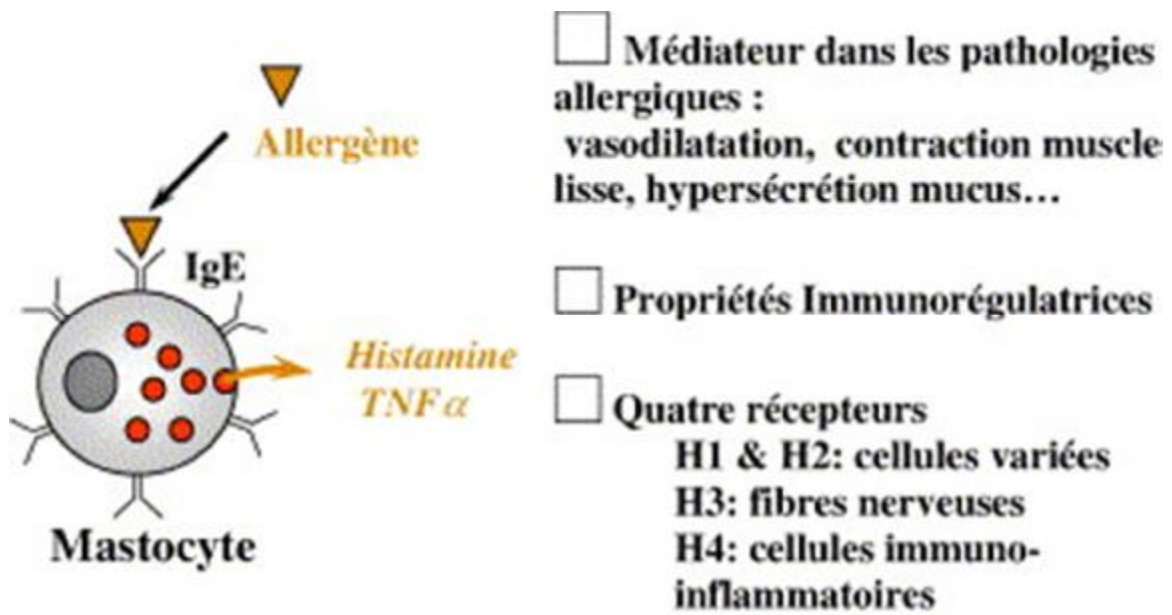 Allergène
IgE
Histamine
TNFα
Mastocyte
Médiateur dans les pathologies
allergiques :
vasodilatation, contraction muscle
lisse, hypersécrétion mucus…
Propriétés Immunorégulatrices
Quatre récepteurs
H1 & H2: cellules variées
H3: fibres nerveuses
H4: cellules immuno-
inflammatoires